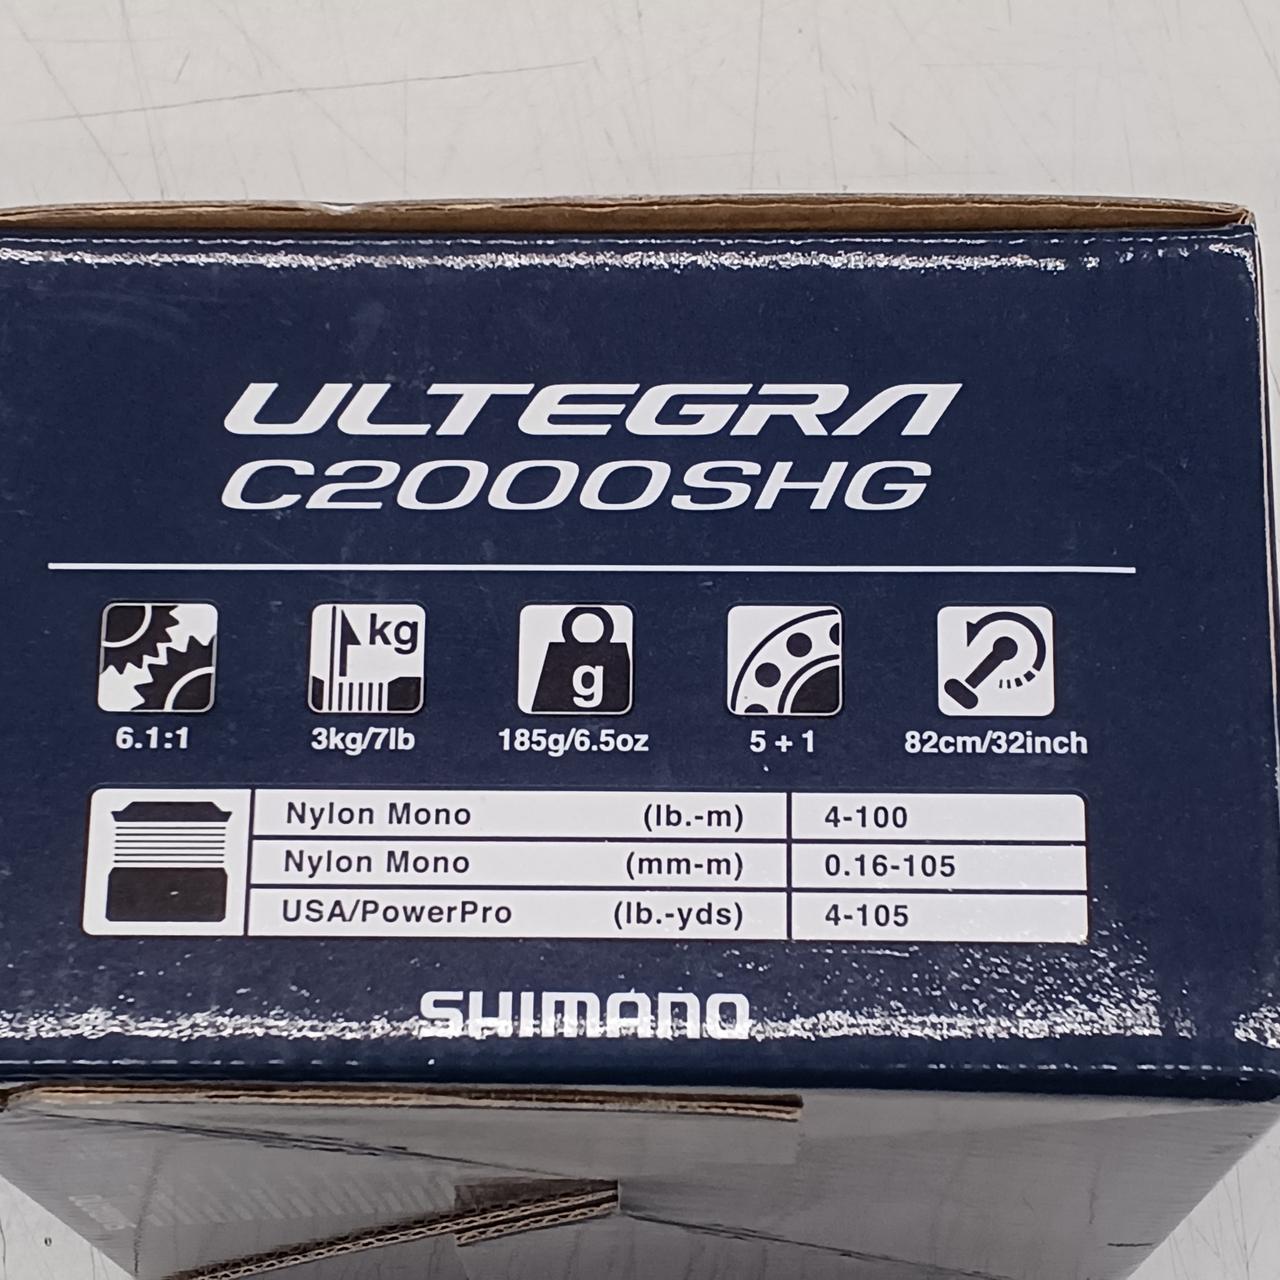 ULTEGRA
C2000SHG
kg
g
6.1:1 3kg/7lb 185g/6.5oz 5 + 1 82cm/32inch
Nylon Mono (lb.-m) 4-100
Nylon Mono (mm-m) 0.16-105
USA/PowerPro (lb.-yds) 4-105
SHIMANO